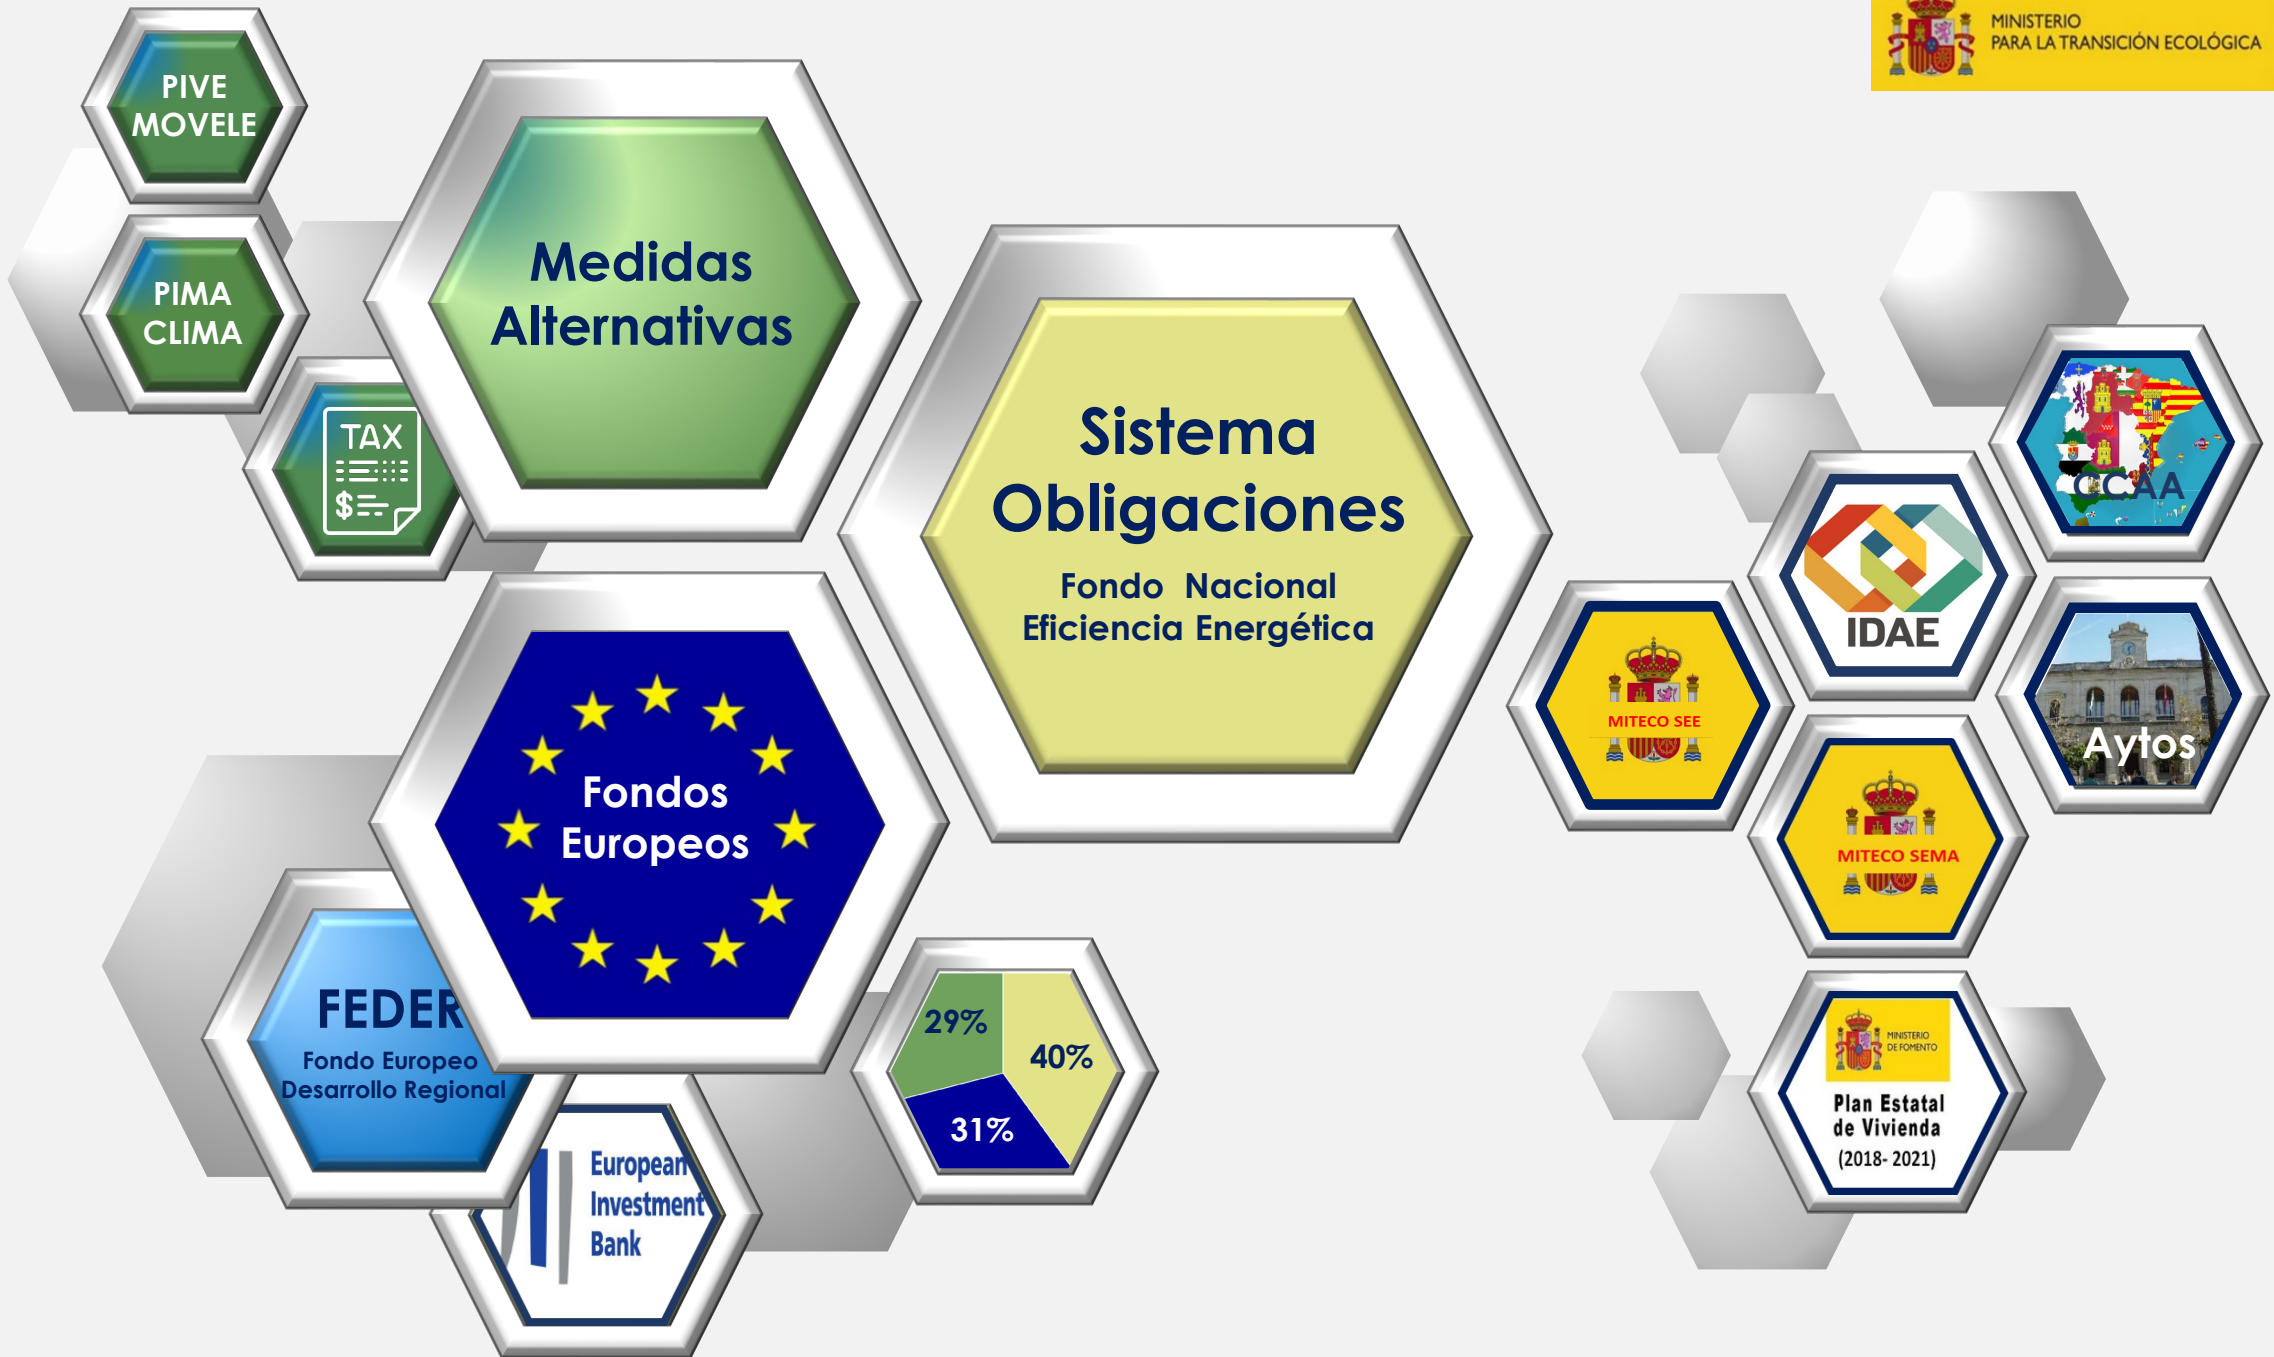 MINISTERIO
PARA LA TRANSICIÓN ECOLÓGICA
PIVE
MOVELE
PIMA
CLIMA
TAX
$
Medidas
Alternativas
Sistema
Obligaciones
Fondo Nacional
Eficiencia Energética
Fondos
Europeos
FEDER
Fondo Europeo
Desarrollo Regional
European
Investment
Bank
29%
40%
31%
CCAA
IDAE
MITECO SEE
Aytos
MITECO SEMA
MINISTERIO
DE FOMENTO
Plan Estatal
de Vivienda
(2018- 2021)